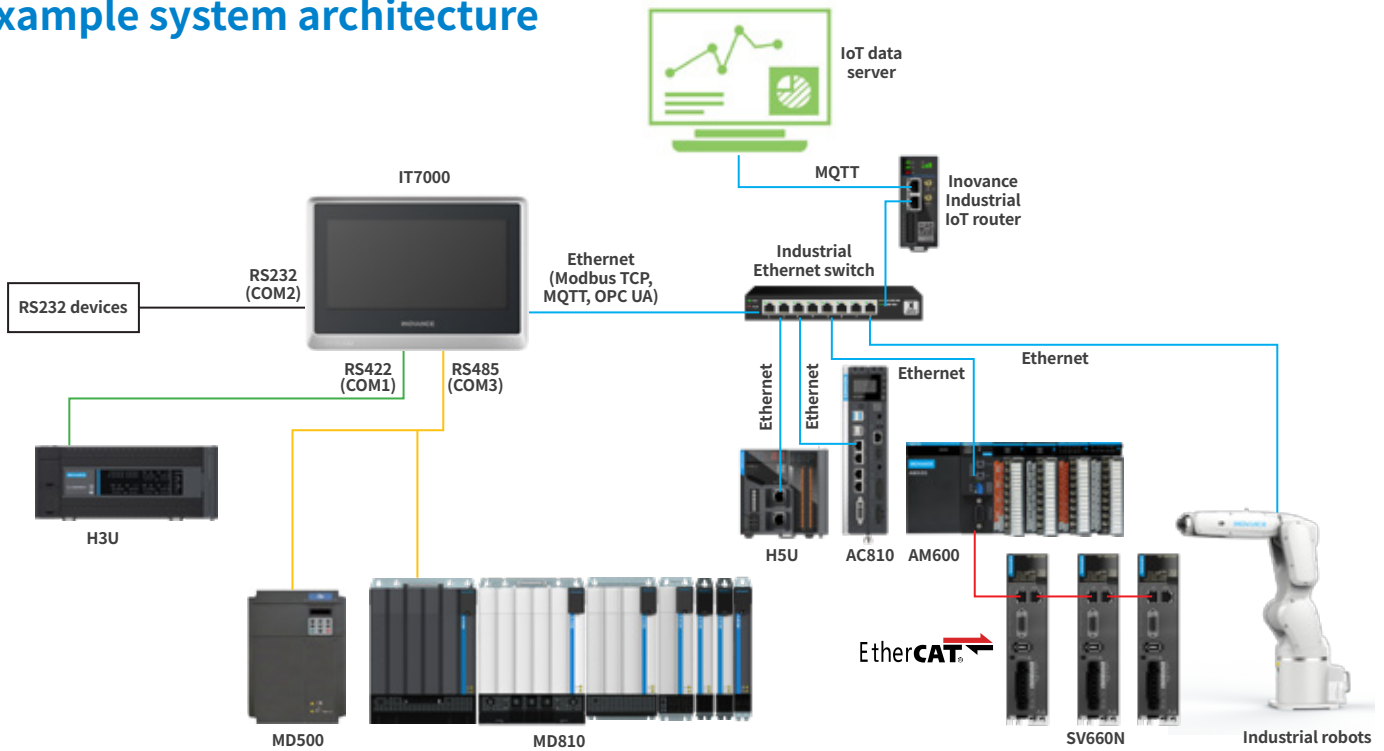 xample system architecture
IoT data
server
MQTT
Inovance
Industrial
IoT router
IT7000
Industrial
Ethernet switch
Ethernet
(Modbus TCP,
MQTT, OPC UA)
RS232
(COM2)
RS232 devices
INOVANCE
RS422
(COM1)
RS485
(COM3)
Ethernet
Ethernet
Ethernet
Ethernet
H3U
H5U
AC810
AM600
INOVANCE
EtherCAT®
MD500
MD810
SV660N
Industrial robots